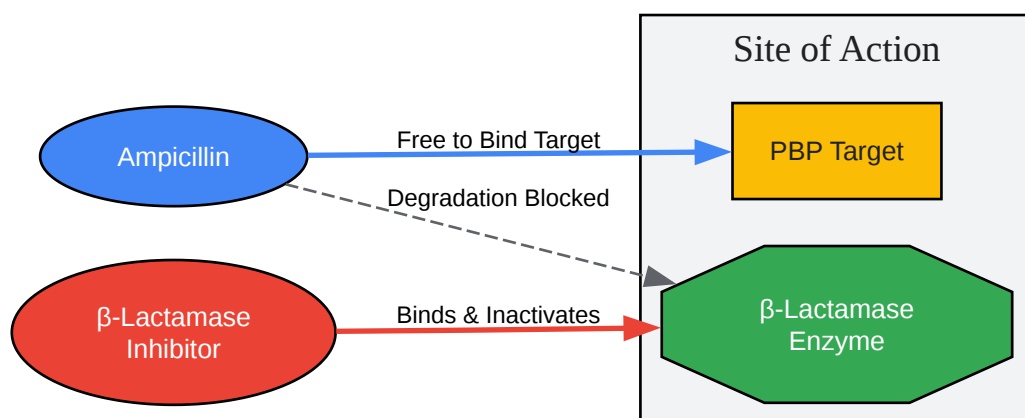 Site of Action
Ampicillin
Free to Bind Target
PBP Target
Degradation Blocked
β-Lactamase
Inhibitor
Binds & Inactivates
β-Lactamase
Enzyme